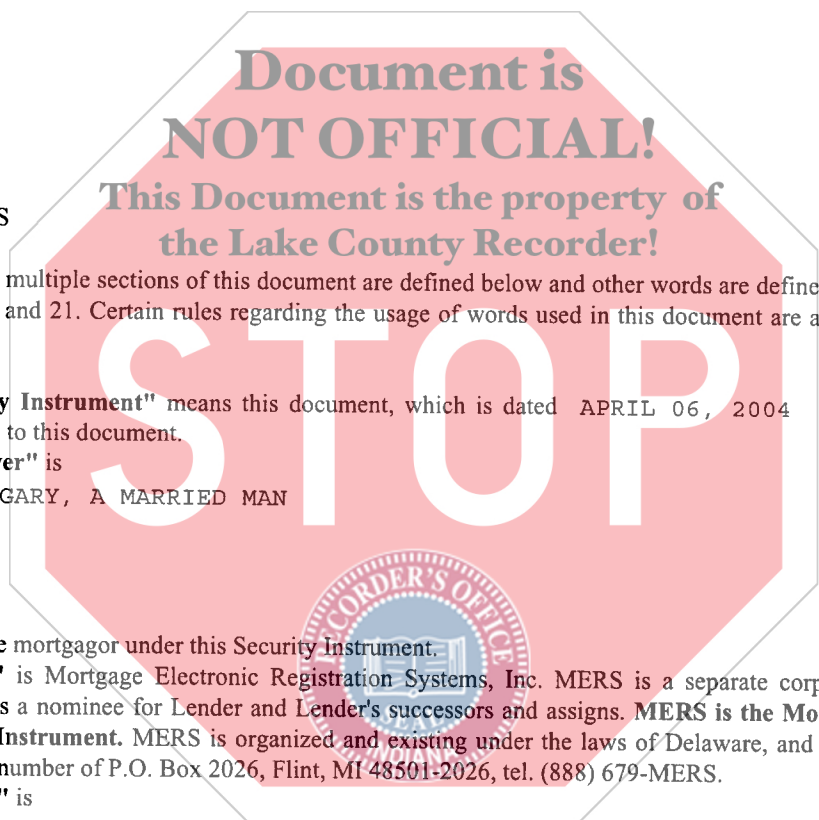 Document is
NOT OFFICIAL!
This Document is the property of
the Lake County Recorder!
S
multiple sections of this document are defined below and other words are define
and 21. Certain rules regarding the usage of words used in this document are a
STOP
y Instrument" means this document, which is dated APRIL 06, 2004
to this document.
er" is
GARY, A MARRIED MAN
RECORDER'S OFFICE
SEAL
INDIANA
e mortgagor under this Security Instrument.
" is Mortgage Electronic Registration Systems, Inc. MERS is a separate corp
s a nominee for Lender and Lender's successors and assigns. MERS is the Mo
Instrument. MERS is organized and existing under the laws of Delaware, and
number of P.O. Box 2026, Flint, MI 48501-2026, tel. (888) 679-MERS.
" is